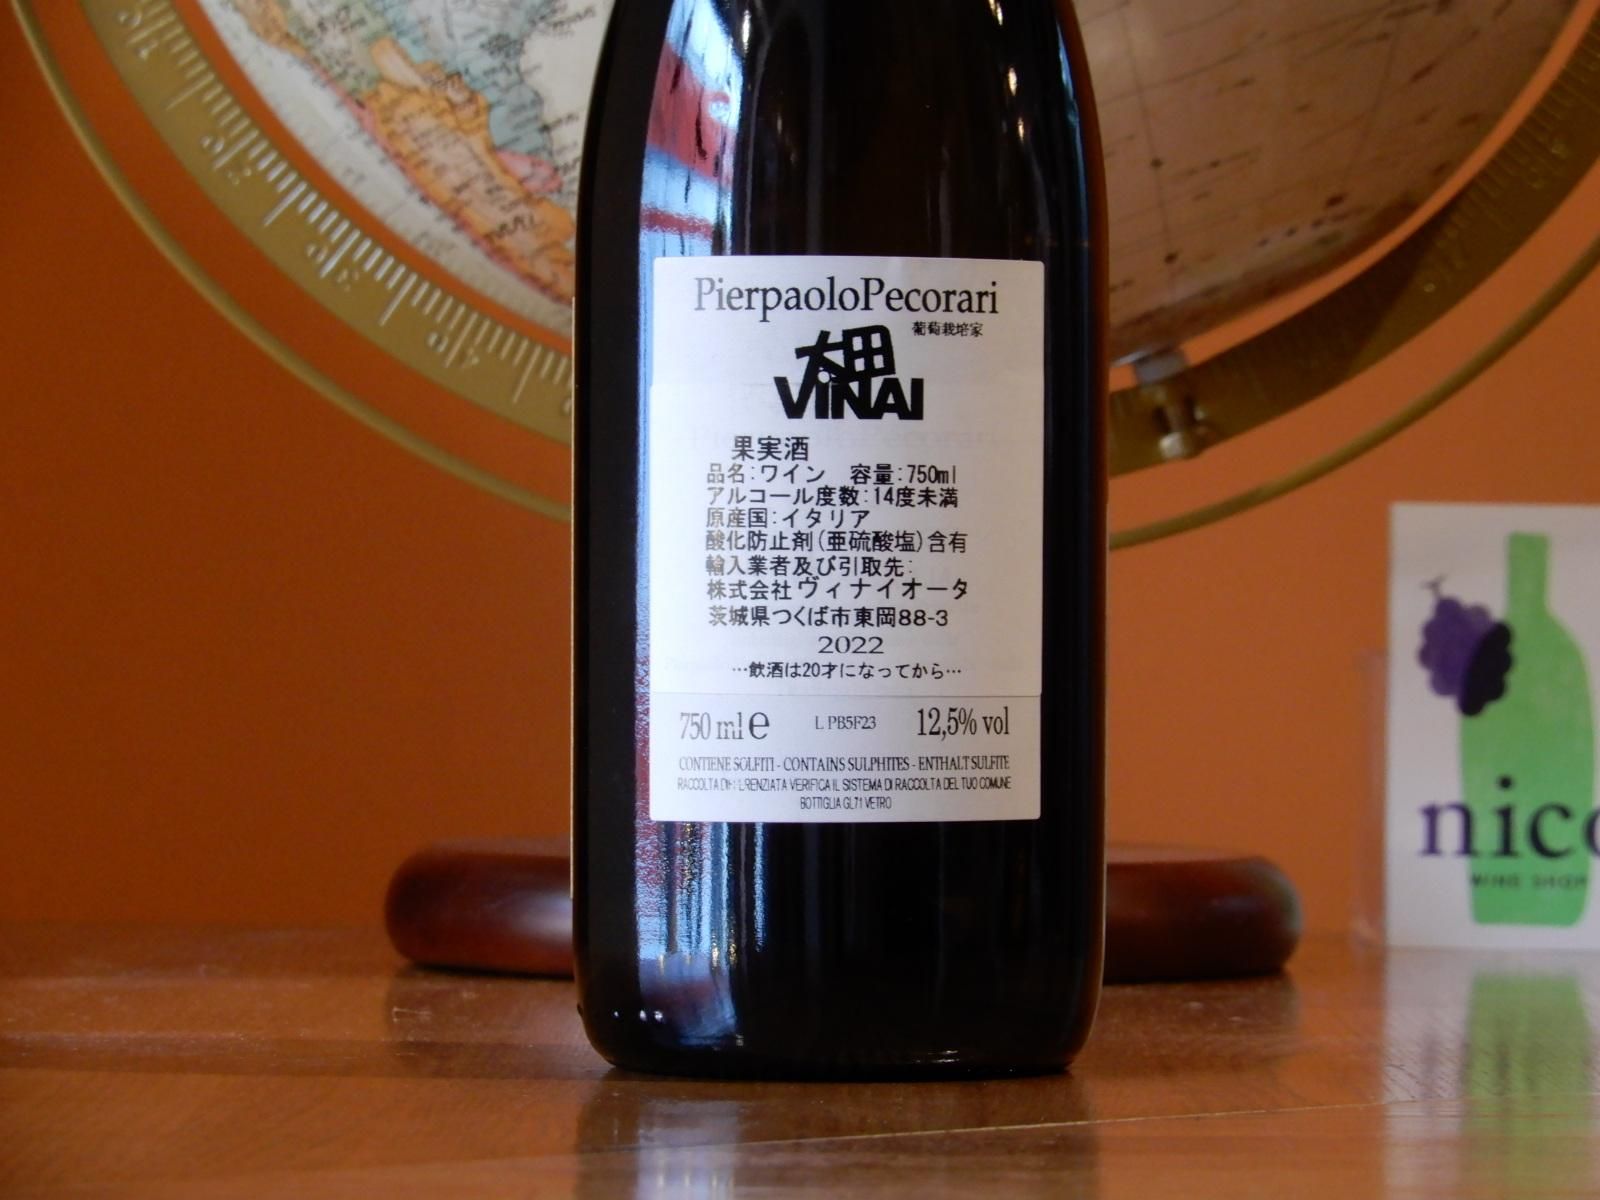 PierpaoloPecorari
葡萄栽培家
太田
VINAI
果実酒
品名:ワイン 容量:750ml
アルコール度数:14度未満
原産国:イタリア
酸化防止剤(亜硫酸塩)含有
輸入業者及び引取先:
株式会社ヴィナイオータ
茨城県つくば市東岡88-3
2022
…飲酒は20才になってから…
750 ml e L PB5F23 12,5% vol
CONTIENE SOLFITI - CONTAINS SULPHITES - ENTHALT SULFITE
RACCOLTA DIFFERENZIATA VERIFICA IL SISTEMA DI RACCOLTA DEL TUO COMUNE
BOTTIGLIA GL71 VETRO
nico
WINE SHOP